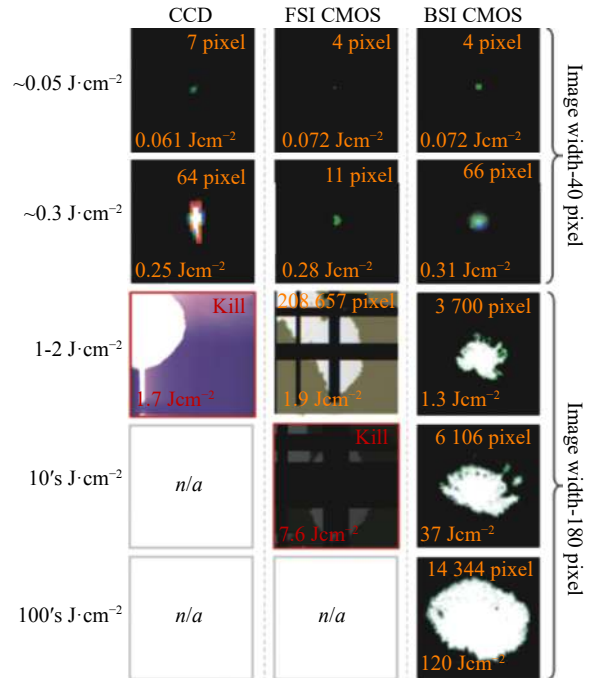 CCD FSI CMOS BSI CMOS
~0.05 J·cm⁻² 7 pixel 4 pixel 4 pixel
0.061 Jcm⁻² 0.072 Jcm⁻² 0.072 Jcm⁻²
~0.3 J·cm⁻² 64 pixel 11 pixel 66 pixel
0.25 Jcm⁻² 0.28 Jcm⁻² 0.31 Jcm⁻²
Image width-40 pixel
1-2 J·cm⁻² Kill 208 657 pixel 3 700 pixel
1.7 Jcm⁻² 1.9 Jcm⁻² 1.3 Jcm⁻²
10's J·cm⁻² n/a Kill 6 106 pixel
7.6 Jcm⁻² 37 Jcm⁻²
100's J·cm⁻² n/a n/a 14 344 pixel
120 Jcm⁻²
Image width-180 pixel